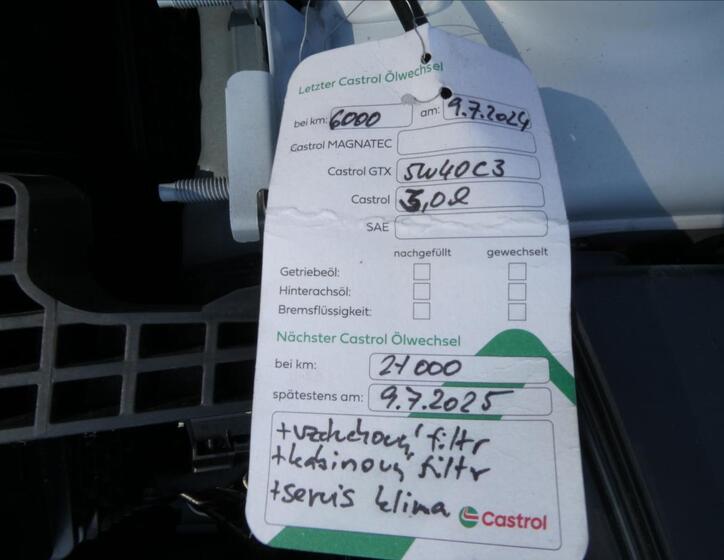 Letzter Castrol Ölwechsel
bei km: 6000 am: 9.7.2024
Castrol MAGNATEC
Castrol GTX 5W40C3
Castrol 5,0l
SAE
nachgefüllt gewechselt
Getriebeöl:
Hinterachsöl:
Bremsflüssigkeit:
Nächster Castrol Ölwechsel
bei km: 21000
spätestens am: 9.7.2025
+vzduchový filtr
+kabinový filtr
+servis klima
Castrol